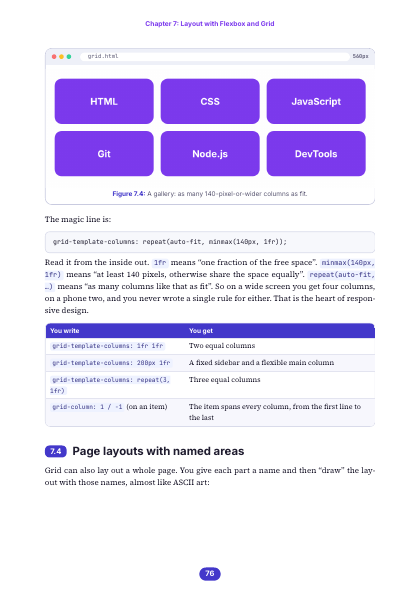 Chapter 7: Layout with Flexbox and Grid
grid.html
560px
HTML
CSS
JavaScript
Git
Node.js
DevTools
Figure 7.4: A gallery: as many 140-pixel-or-wider columns as fit.
The magic line is:
grid-template-columns: repeat(auto-fit, minmax(140px, 1fr));
Read it from the inside out. 1fr means “one fraction of the free space”. minmax(140px,
1fr) means “at least 140 pixels, otherwise share the space equally”. repeat(auto-fit,
…) means “as many columns like that as fit”. So on a wide screen you get four columns,
on a phone two, and you never wrote a single rule for either. That is the heart of respon-
sive design.
You write
You get
grid-template-columns: 1fr 1fr
Two equal columns
grid-template-columns: 200px 1fr
A fixed sidebar and a flexible main column
grid-template-columns: repeat(3,
1fr)
Three equal columns
grid-column: 1 / -1 (on an item)
The item spans every column, from the first line to
the last
7.4 Page layouts with named areas
Grid can also lay out a whole page. You give each part a name and then “draw” the lay-
out with those names, almost like ASCII art:
76